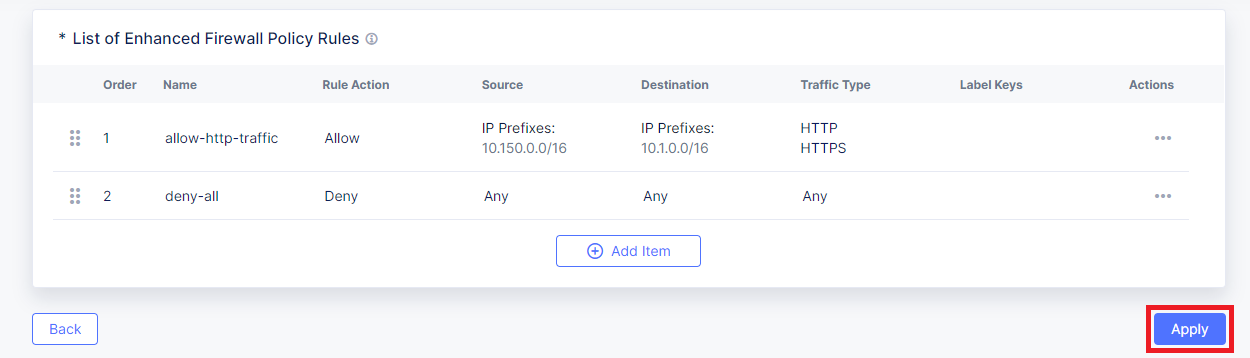 * List of Enhanced Firewall Policy Rules
Order Name Rule Action Source Destination Traffic Type Label Keys Actions
1 allow-http-traffic Allow IP Prefixes: IP Prefixes: HTTP
10.150.0.0/16 10.1.0.0/16 HTTPS
2 deny-all Deny Any Any Any
Add Item
Back Apply